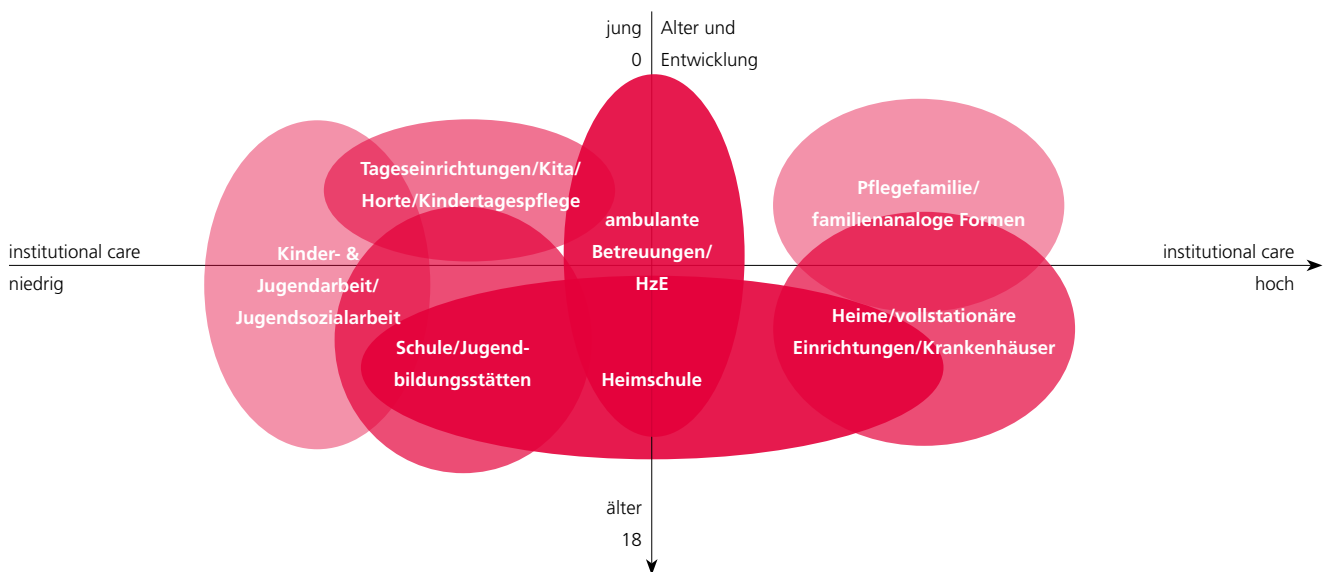 jung
0
Alter und
Entwicklung
Tageseinrichtungen/Kita/
Horte/Kindertagespflege
Pflegefamilie/
familienanaloge Formen
ambulante
Betreuungen/
HzE
institutional care
niedrig
Kinder- &
Jugendarbeit/
Jugendsozialarbeit
institutional care
hoch
Heime/vollstationäre
Einrichtungen/Krankenhäuser
Schule/Jugend-
bildungsstätten
Heimschule
älter
18